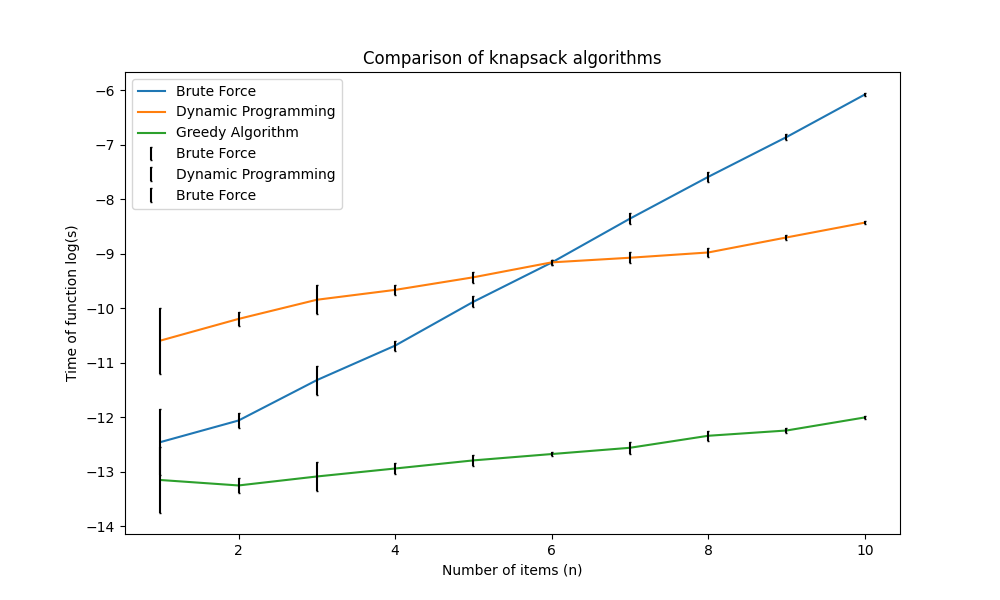 Comparison of knapsack algorithms
Brute Force
Dynamic Programming
Greedy Algorithm
Brute Force
Dynamic Programming
Brute Force
−6
−7
−8
−9
−10
−11
−12
−13
−14
Time of function log(s)
2
4
6
8
10
Number of items (n)